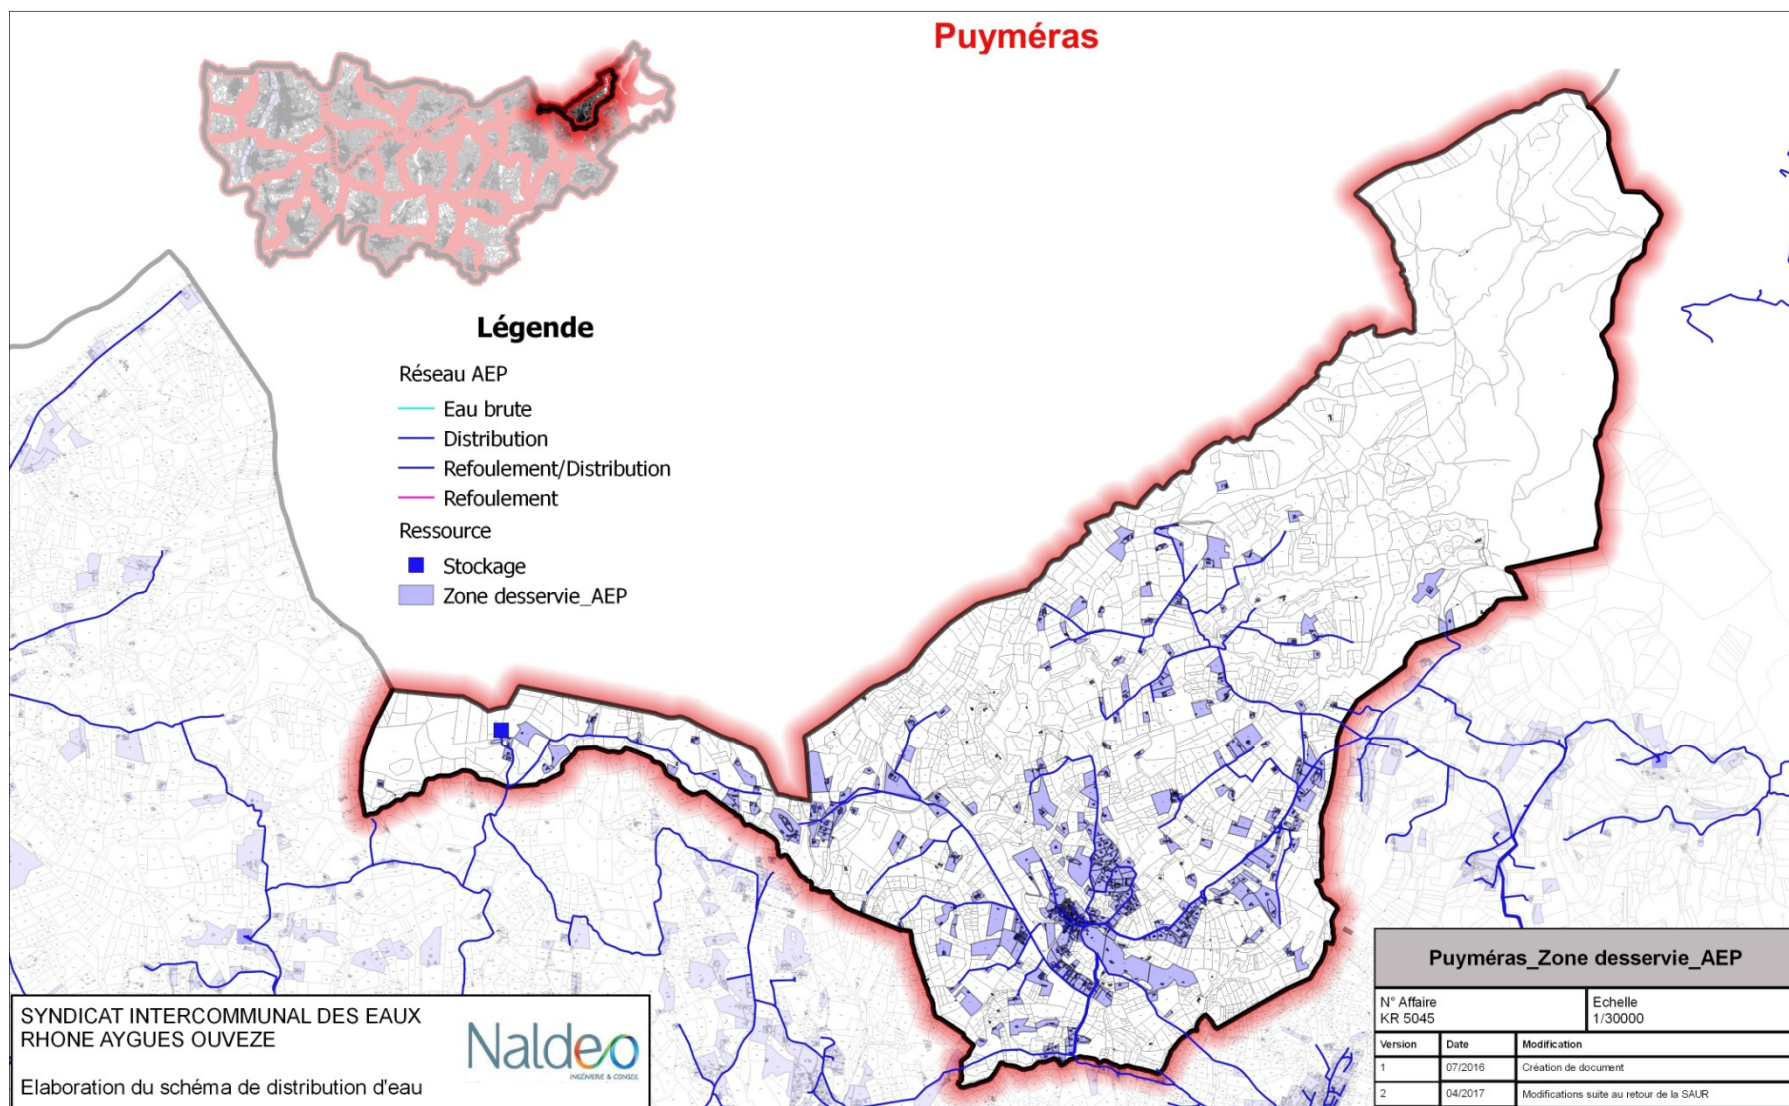 Puyméras
Légende
Réseau AEP
Eau brute
Distribution
Refoulement/Distribution
Refoulement
Ressource
Stockage
Zone desservie_AEP
SYNDICAT INTERCOMMUNAL DES EAUX
RHONE AYGUES OUVEZE
Elaboration du schéma de distribution d'eau
Naldeo
INGÉNIERIE & CONSEIL
Puyméras_Zone desservie_AEP
N° Affaire
KR 5045
Echelle
1/30000
Version Date Modification
1 07/2016 Création de document
2 04/2017 Modifications suite au retour de la SAUR